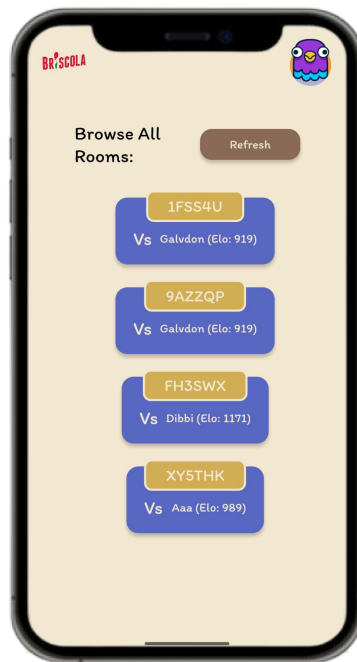 BRISCOLA
Browse All
Rooms:
Refresh
1FSS4U
Vs Galvdon (Elo: 919)
9AZZQP
Vs Galvdon (Elo: 919)
FH3SWX
Vs Dibbi (Elo: 1171)
XY5THK
Vs Aaa (Elo: 989)